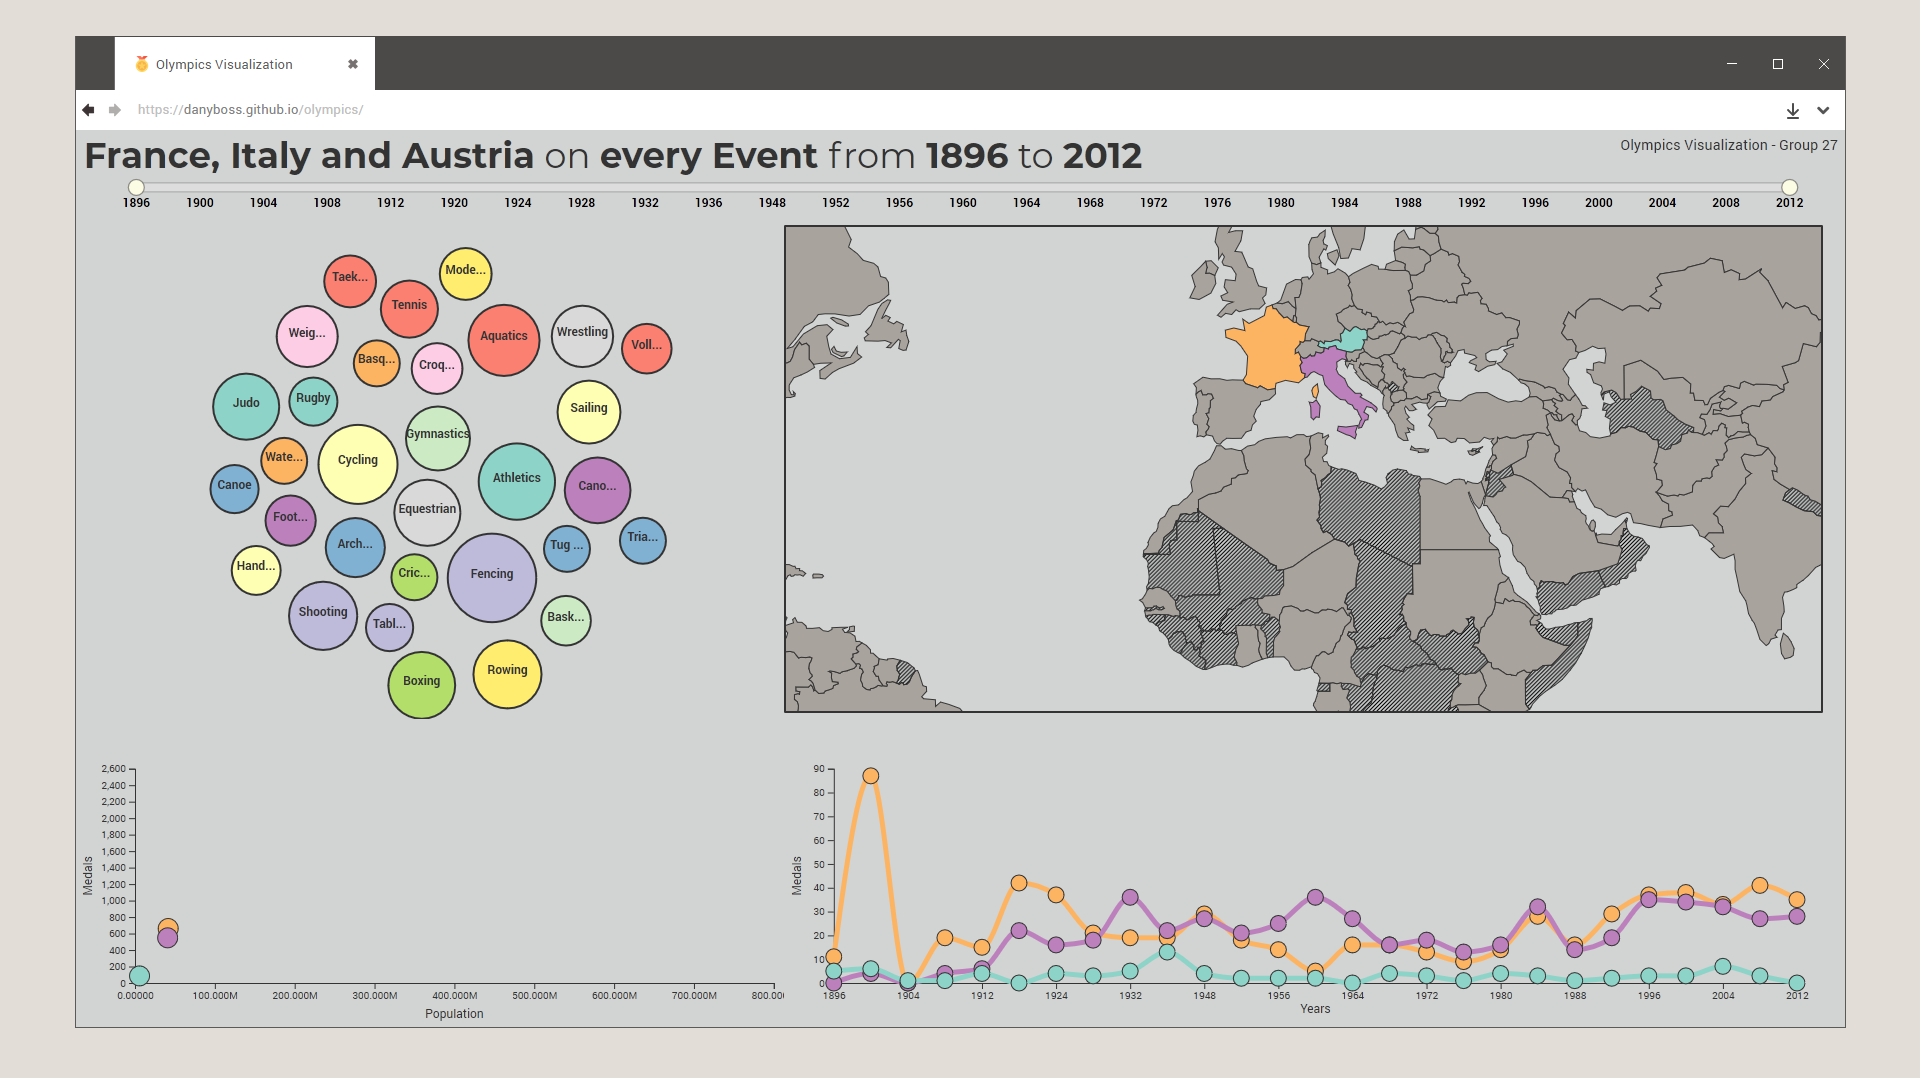 Olympics Visualization
https://danyboss.github.io/olympics/
France, Italy and Austria on every Event from 1896 to 2012
Olympics Visualization - Group 27
1896 1900 1904 1908 1912 1920 1924 1928 1932 1936 1948 1952 1956 1960 1964 1968 1972 1976 1980 1984 1988 1992 1996 2000 2004 2008 2012
Mode...
Taek...
Tennis
Weig...
Aquatics
Wrestling
Voll...
Basq...
Croq...
Judo
Rugby
Sailing
Gymnastics
Wate...
Cycling
Athletics
Canoe
Cano...
Equestrian
Foot...
Arch...
Tug ...
Tria...
Hand...
Cric...
Fencing
Shooting
Tabl...
Bask...
Rowing
Boxing
2,600
2,400
2,200
2,000
1,800
1,600
1,400
1,200
1,000
800
600
400
200
0
Medals
0.00000 100.000M 200.000M 300.000M 400.000M 500.000M 600.000M 700.000M 800.00
Population
90
80
70
60
50
40
30
20
10
0
Medals
1896 1904 1912 1924 1932 1948 1956 1964 1972 1980 1988 1996 2004 2012
Years